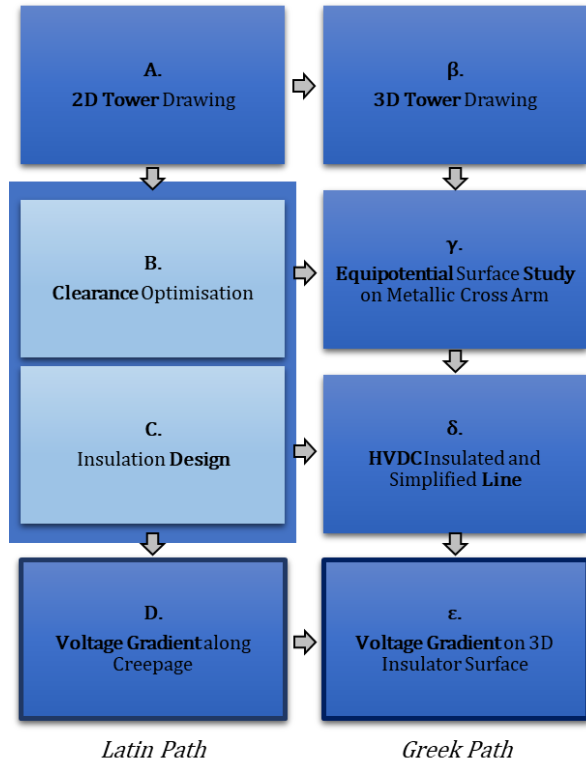 A.
2D Tower Drawing
β.
3D Tower Drawing
B.
Clearance Optimisation
γ.
Equipotential Surface Study
on Metallic Cross Arm
C.
Insulation Design
δ.
HVDC Insulated and
Simplified Line
D.
Voltage Gradient along
Creepage
ε.
Voltage Gradient on 3D
Insulator Surface
Latin Path
Greek Path